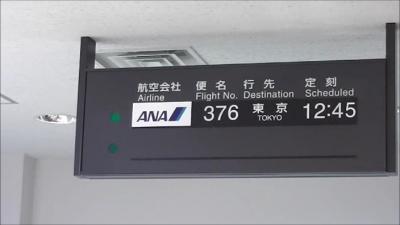 航空会社 便名 行先 定刻
Airline Flight No. Destination Scheduled
ANA 376 東京 12:45
TOKYO